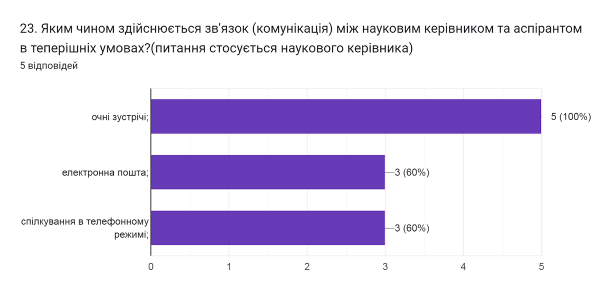 23. Яким чином здійснюється зв'язок (комунікація) між науковим керівником та аспірантом
в теперішніх умовах?(питання стосується наукового керівника)
5 відповідей
очні зустрічі;
5 (100%)
електронна пошта;
3 (60%)
спілкування в телефонному
режимі;
3 (60%)
0
1
2
3
4
5